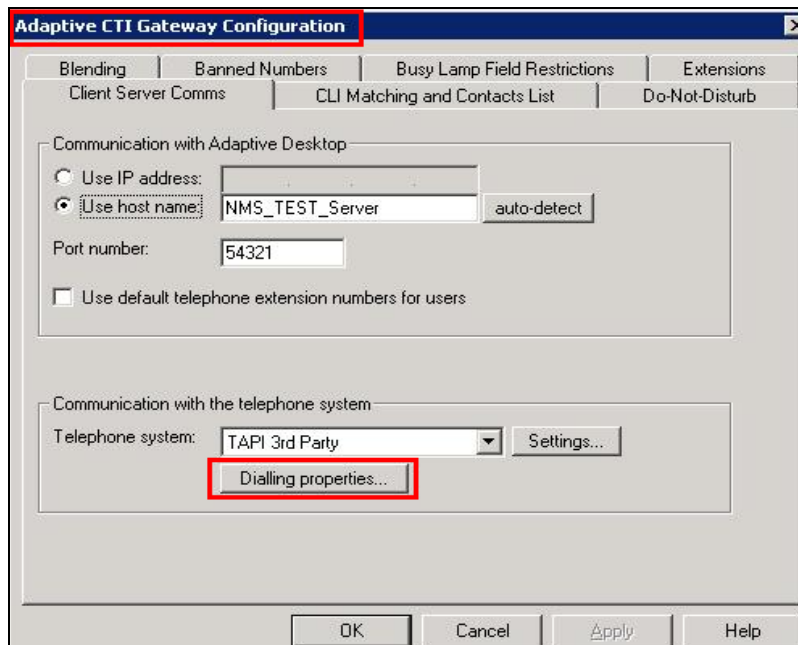 Adaptive CTI Gateway Configuration
Blending Banned Numbers Busy Lamp Field Restrictions Extensions
Client Server Comms CLI Matching and Contacts List Do-Not-Disturb
Communication with Adaptive Desktop
Use IP address:
Use host name: NMS_TEST_Server auto-detect
Port number: 54321
Use default telephone extension numbers for users
Communication with the telephone system
Telephone system: TAPI 3rd Party Settings...
Dialling properties...
OK Cancel Apply Help